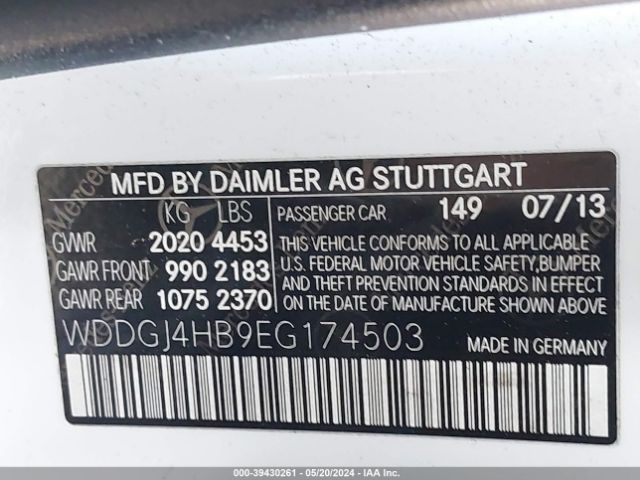 MFD BY DAIMLER AG STUTTGART
KG LBS PASSENGER CAR 149 07/13
GVWR 2020 4453 THIS VEHICLE CONFORMS TO ALL APPLICABLE
GAWR FRONT 990 2183 U.S. FEDERAL MOTOR VEHICLE SAFETY,BUMPER
GAWR REAR 1075 2370 AND THEFT PREVENTION STANDARDS IN EFFECT
ON THE DATE OF MANUFACTURE SHOWN ABOVE
WDDGJ4HB9EG174503 MADE IN GERMANY
000-39430261 - 05/20/2024 - IAAI.COM